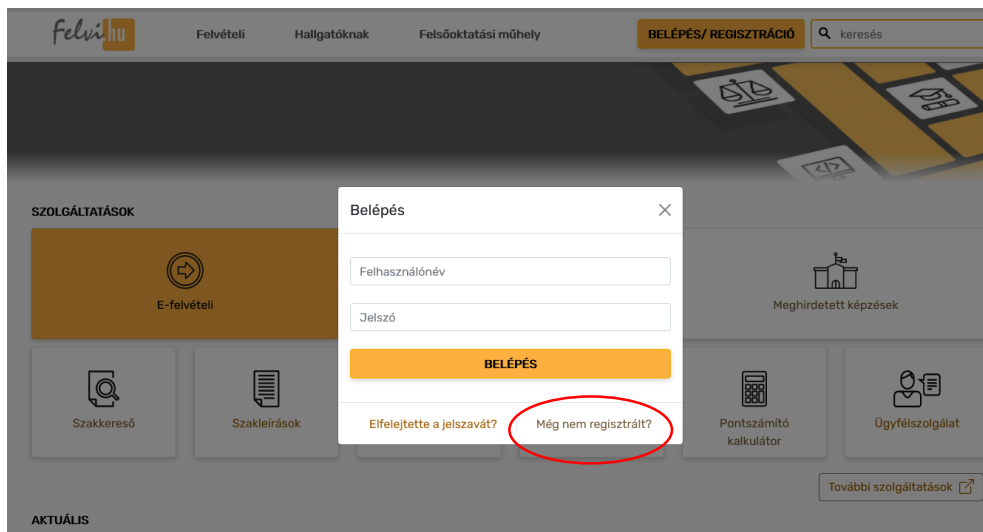 Felvi.hu
Felvételi
Hallgatóknak
Felsőoktatási műhely
BELÉPÉS/ REGISZTRÁCIÓ
keresés
SZOLGÁLTATÁSOK
Belépés
Felhasználónév
Jelszó
BELÉPÉS
Elfelejtette a jelszavát?
Még nem regisztrált?
E-felvételi
Meghirdetett képzések
Szakkereső
Szakleírások
Pontszámító
kalkulátor
Ügyfélszolgálat
További szolgáltatások
AKTUÁLIS